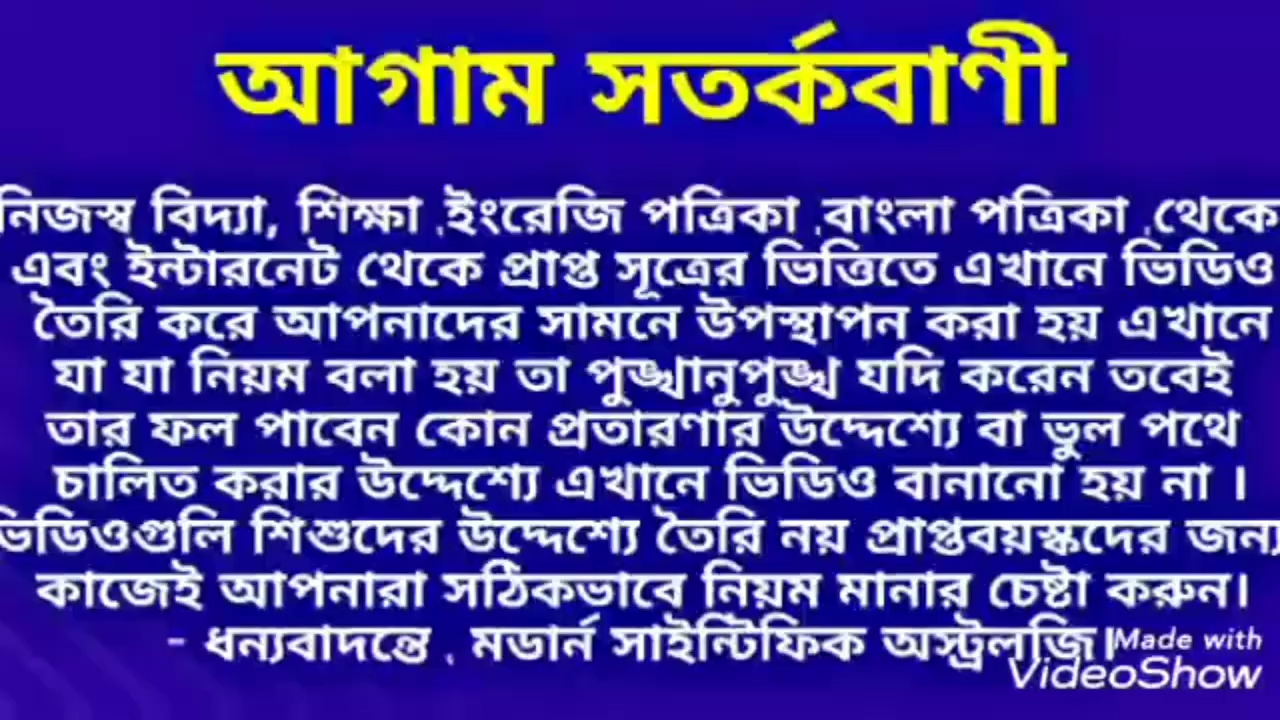 আগাম সতর্কবাণী
নিজস্ব বিদ্যা, শিক্ষা ,ইংরেজি পত্রিকা ,বাংলা পত্রিকা ,থেকে
এবং ইন্টারনেট থেকে প্রাপ্ত সূত্রের ভিত্তিতে এখানে ভিডিও
তৈরি করে আপনাদের সামনে উপস্থাপন করা হয় এখানে
যা যা নিয়ম বলা হয় তা পুঙ্খানুপুঙ্খ যদি করেন তবেই
তার ফল পাবেন কোন প্রতারণার উদ্দেশ্যে বা ভুল পথে
চালিত করার উদ্দেশ্যে এখানে ভিডিও বানানো হয় না ।
ভিডিওগুলি শিশুদের উদ্দেশ্যে তৈরি নয় প্রাপ্তবয়স্কদের জন্য
কাজেই আপনারা সঠিকভাবে নিয়ম মানার চেষ্টা করুন।
- ধন্যবাদন্তে , মডার্ন সাইন্টিফিক অস্ট্রলজি।
Made with
VideoShow